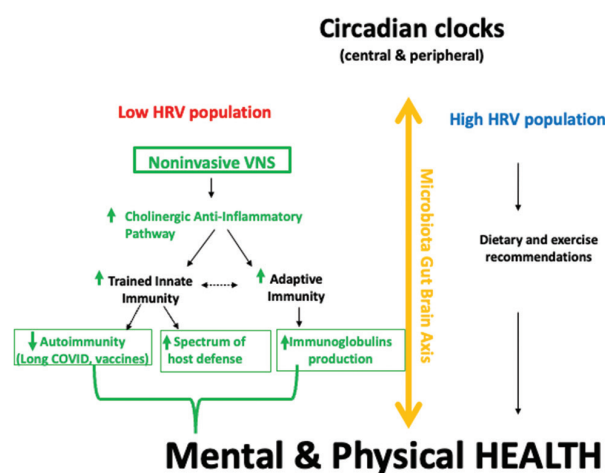 Circadian clocks
(central & peripheral)
Low HRV population
High HRV population
Noninvasive VNS
Cholinergic Anti-Inflammatory
Pathway
Microbiota Gut Brain Axis
Dietary and exercise
recommendations
Trained Innate
Immunity
Adaptive
Immunity
Autoimmunity
(Long COVID, vaccines)
Spectrum of
host defense
Immunoglobulins
production
Mental & Physical HEALTH